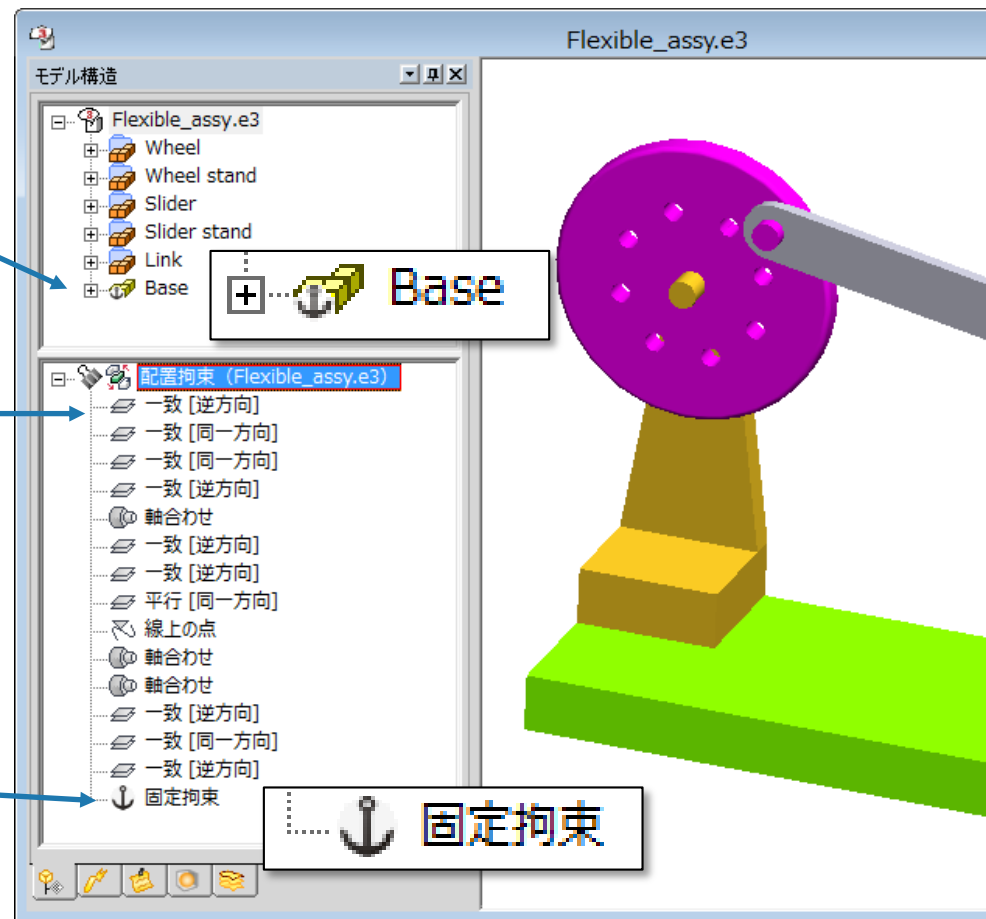 Flexible_assy.e3
モデル構造
Flexible_assy.e3
Wheel
Wheel stand
Slider
Slider stand
Link
Base
Base
配置拘束（Flexible_assy.e3）
一致 [逆方向]
一致 [同一方向]
一致 [同一方向]
一致 [逆方向]
軸合わせ
一致 [逆方向]
一致 [逆方向]
平行 [同一方向]
線上の点
軸合わせ
軸合わせ
一致 [逆方向]
一致 [同一方向]
一致 [逆方向]
固定拘束
固定拘束